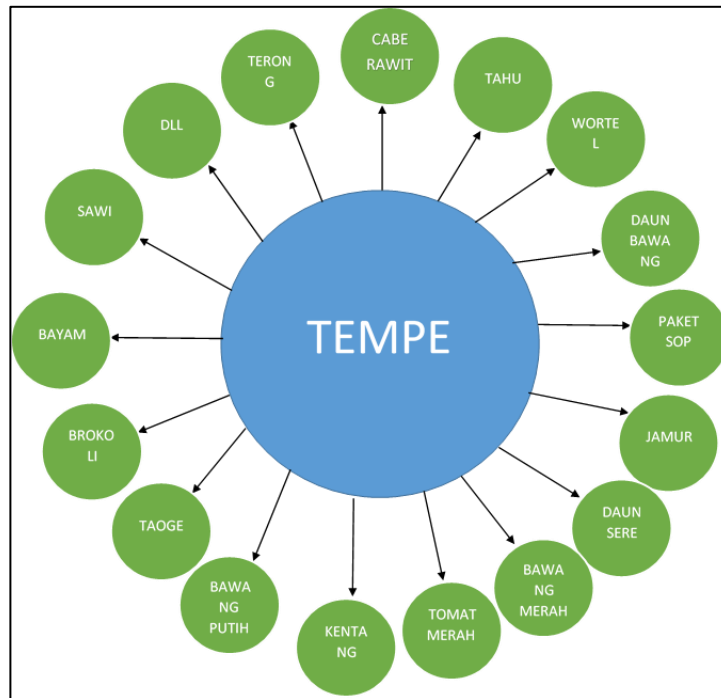 CABE
RAWIT
TAHU
WORTE
L
DAUN
BAWA
NG
PAKET
SOP
JAMUR
DAUN
SERE
BAWA
NG
MERAH
TOMAT
MERAH
KENTA
NG
BAWA
NG
PUTIH
TAOGE
BROKO
LI
BAYAM
SAWI
DLL
TERON
G
TEMPE